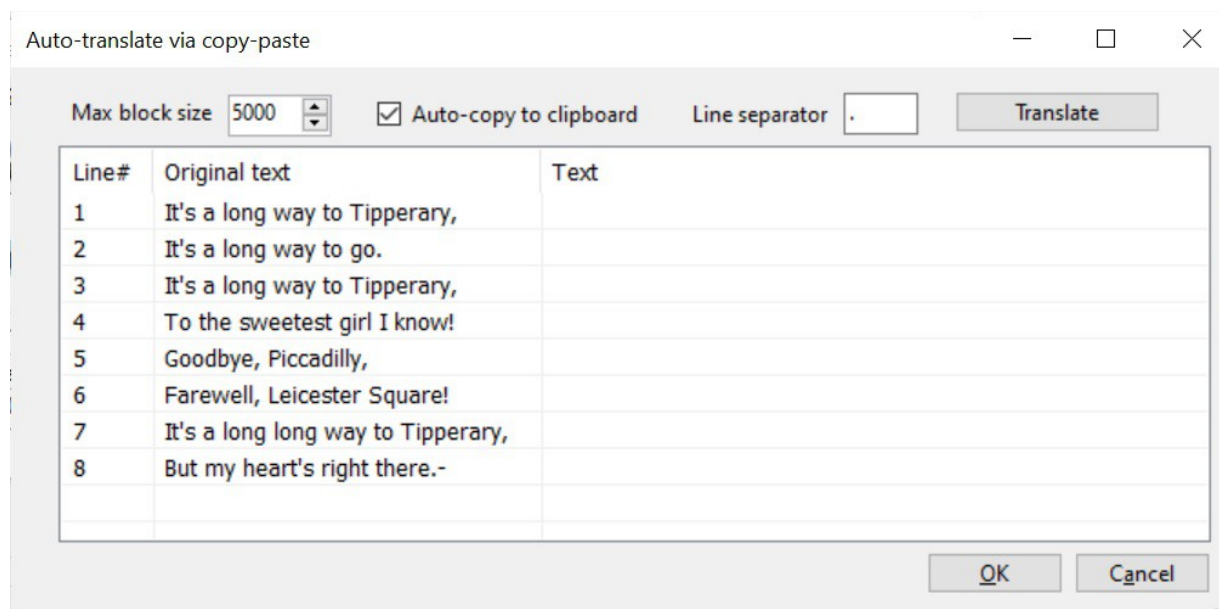 Auto-translate via copy-paste
Max block size 5000 Auto-copy to clipboard Line separator . Translate
Line# Original text Text
1 It's a long way to Tipperary,
2 It's a long way to go.
3 It's a long way to Tipperary,
4 To the sweetest girl I know!
5 Goodbye, Piccadilly,
6 Farewell, Leicester Square!
7 It's a long long way to Tipperary,
8 But my heart's right there.-
OK Cancel